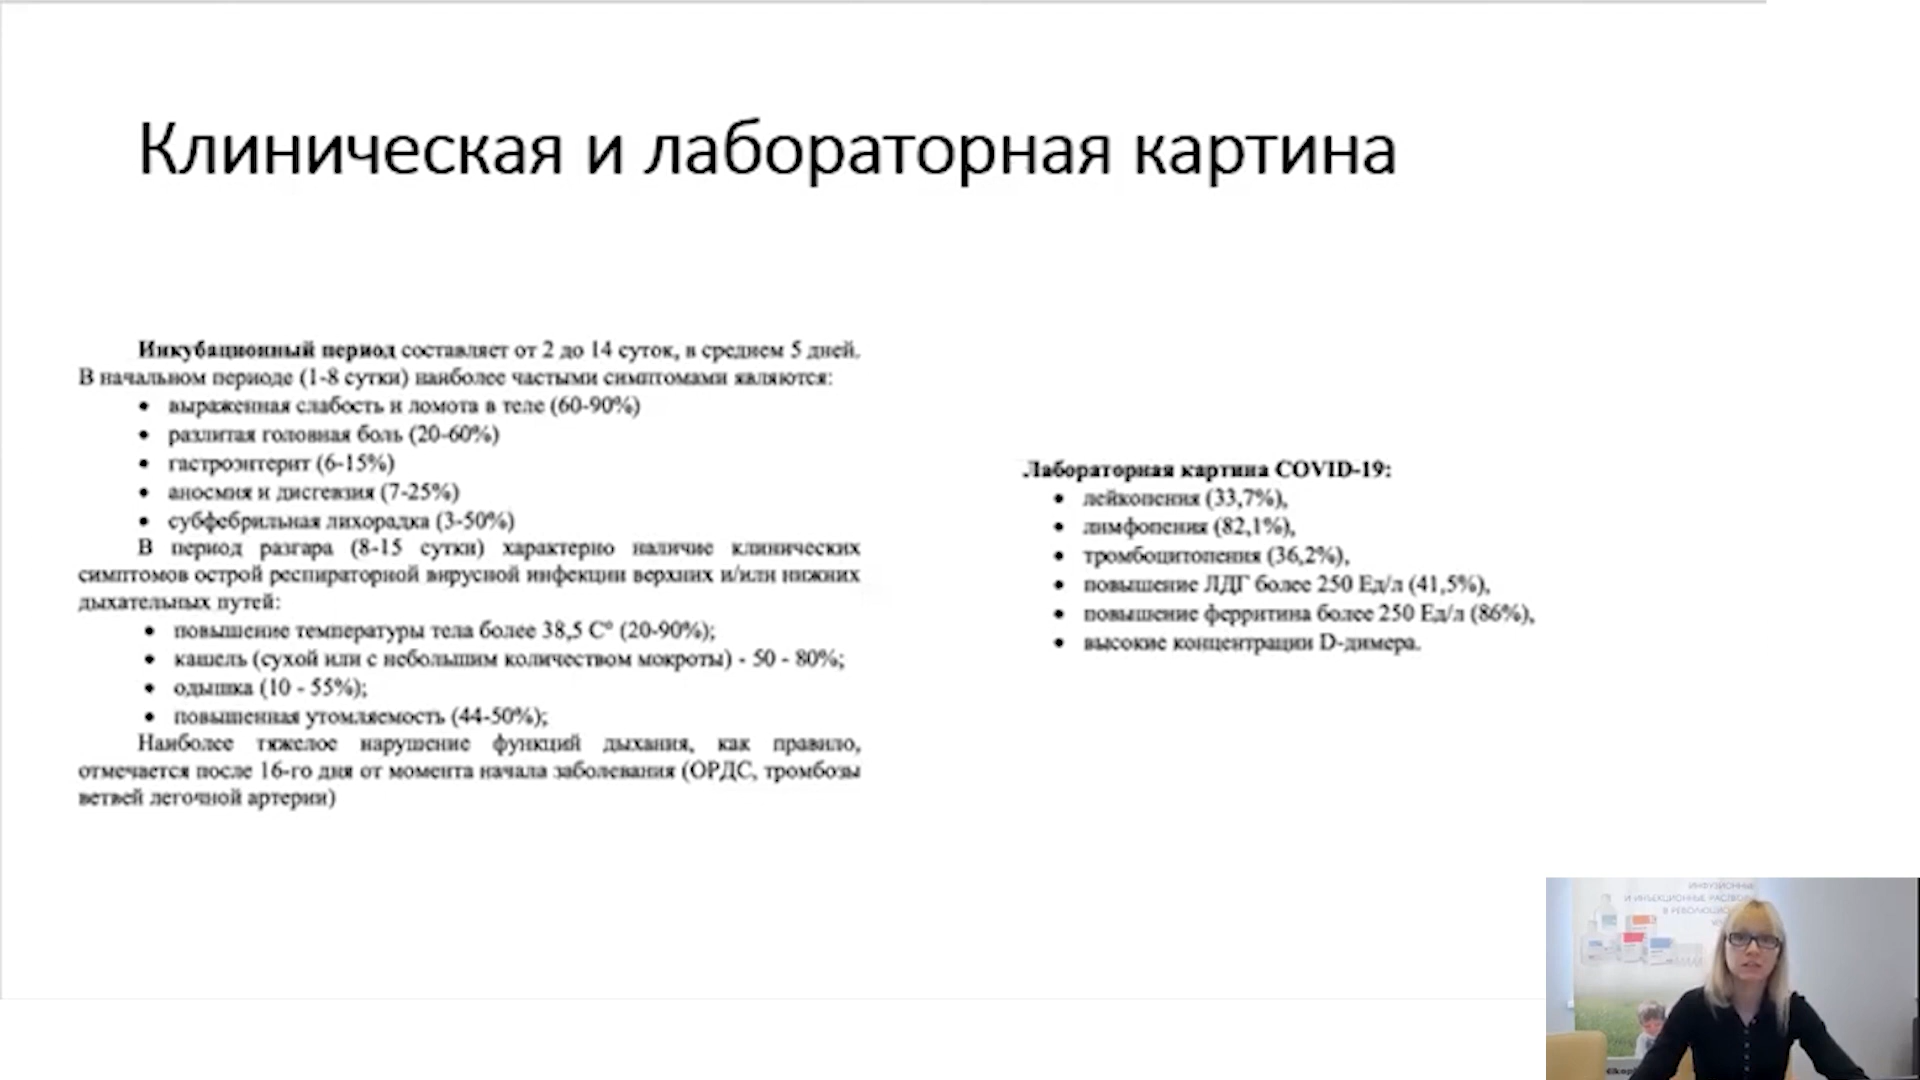 Клиническая и лабораторная картина
Инкубационный период составляет от 2 до 14 суток, в среднем 5 дней.
В начальном периоде (1-8 сутки) наиболее частыми симптомами являются:
• выраженная слабость и ломота в теле (60-90%)
• разлитая головная боль (20-60%)
• гастроэнтерит (6-15%)
• аносмия и дисгевзия (7-25%)
• субфебрильная лихорадка (3-50%)
В период разгара (8-15 сутки) характерно наличие клинических
симптомов острой респираторной вирусной инфекции верхних и/или нижних
дыхательных путей:
• повышение температуры тела более 38,5 С° (20-90%);
• кашель (сухой или с небольшим количеством мокроты) - 50 - 80%;
• одышка (10 - 55%);
• повышенная утомляемость (44-50%);
Наиболее тяжелое нарушение функций дыхания, как правило,
отмечается после 16-го дня от момента начала заболевания (ОРДС, тромбозы
ветвей легочной артерии)
Лабораторная картина COVID-19:
• лейкопения (33,7%),
• лимфопения (82,1%),
• тромбоцитопения (36,2%),
• повышение ЛДГ более 250 Ед/л (41,5%),
• повышение ферритина более 250 Ед/л (86%),
• высокие концентрации D-димера.
ИНФУЗИОННЫ
И ИНЪЕКЦИОННЫЕ РАСТВО
В РЕВОЛЮЦИО